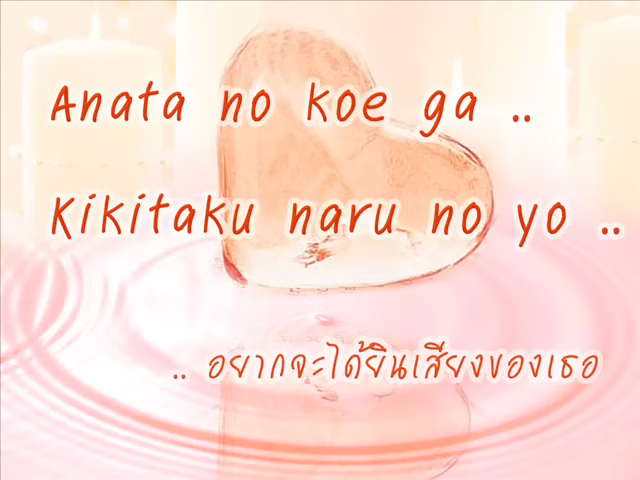 Anata no koe ga ..
Kikitaku naru no yo ..
.. อยากจะได้ยินเสียงของเธอ